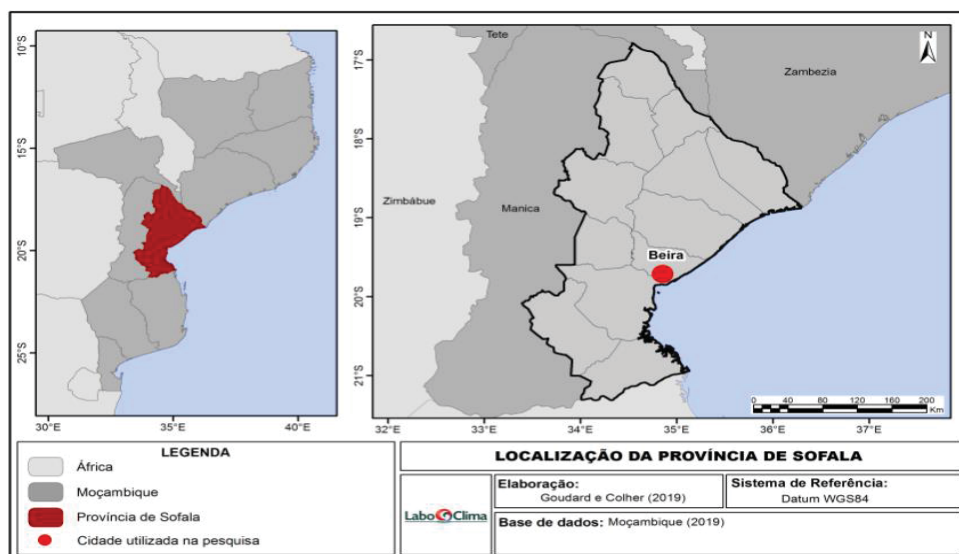 10°S
15°S
20°S
25°S
30°E
35°E
40°E
N
Tete
Zambezia
Zimbábue
Manica
Beira
17°S
18°S
19°S
20°S
21°S
0 20 40 80 120 160 200
Km
32°E
33°E
34°E
35°E
36°E
37°E
LEGENDA
África
Moçambique
Província de Sofala
Cidade utilizada na pesquisa
LOCALIZAÇÃO DA PROVÍNCIA DE SOFALA
LaboClima
Elaboração:
Goudard e Colher (2019)
Sistema de Referência:
Datum WGS84
Base de dados: Moçambique (2019)